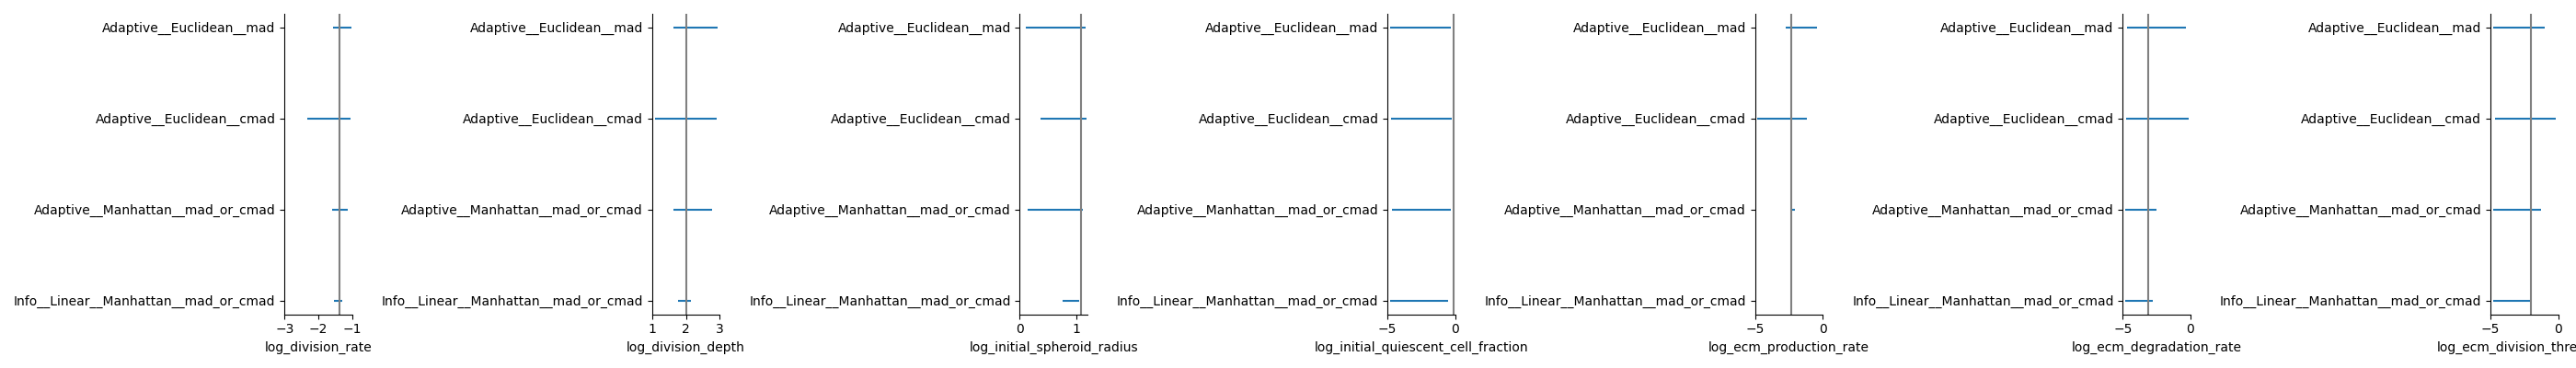 Adaptive__Euclidean__mad Adaptive__Euclidean__mad Adaptive__Euclidean__mad Adaptive__Euclidean__mad Adaptive__Euclidean__mad Adaptive__Euclidean__mad Adaptive__Euclidean__mad
Adaptive__Euclidean__cmad Adaptive__Euclidean__cmad Adaptive__Euclidean__cmad Adaptive__Euclidean__cmad Adaptive__Euclidean__cmad Adaptive__Euclidean__cmad Adaptive__Euclidean__cmad
Adaptive__Manhattan__mad_or_cmad Adaptive__Manhattan__mad_or_cmad Adaptive__Manhattan__mad_or_cmad Adaptive__Manhattan__mad_or_cmad Adaptive__Manhattan__mad_or_cmad Adaptive__Manhattan__mad_or_cmad Adaptive__Manhattan__mad_or_cmad
Info__Linear__Manhattan__mad_or_cmad Info__Linear__Manhattan__mad_or_cmad Info__Linear__Manhattan__mad_or_cmad Info__Linear__Manhattan__mad_or_cmad Info__Linear__Manhattan__mad_or_cmad Info__Linear__Manhattan__mad_or_cmad Info__Linear__Manhattan__mad_or_cmad
−3 −2 −1 1 2 3 0 1 −5 0 −5 0 −5 0 −5 0
log_division_rate log_division_depth log_initial_spheroid_radius log_initial_quiescent_cell_fraction log_ecm_production_rate log_ecm_degradation_rate log_ecm_division_thre